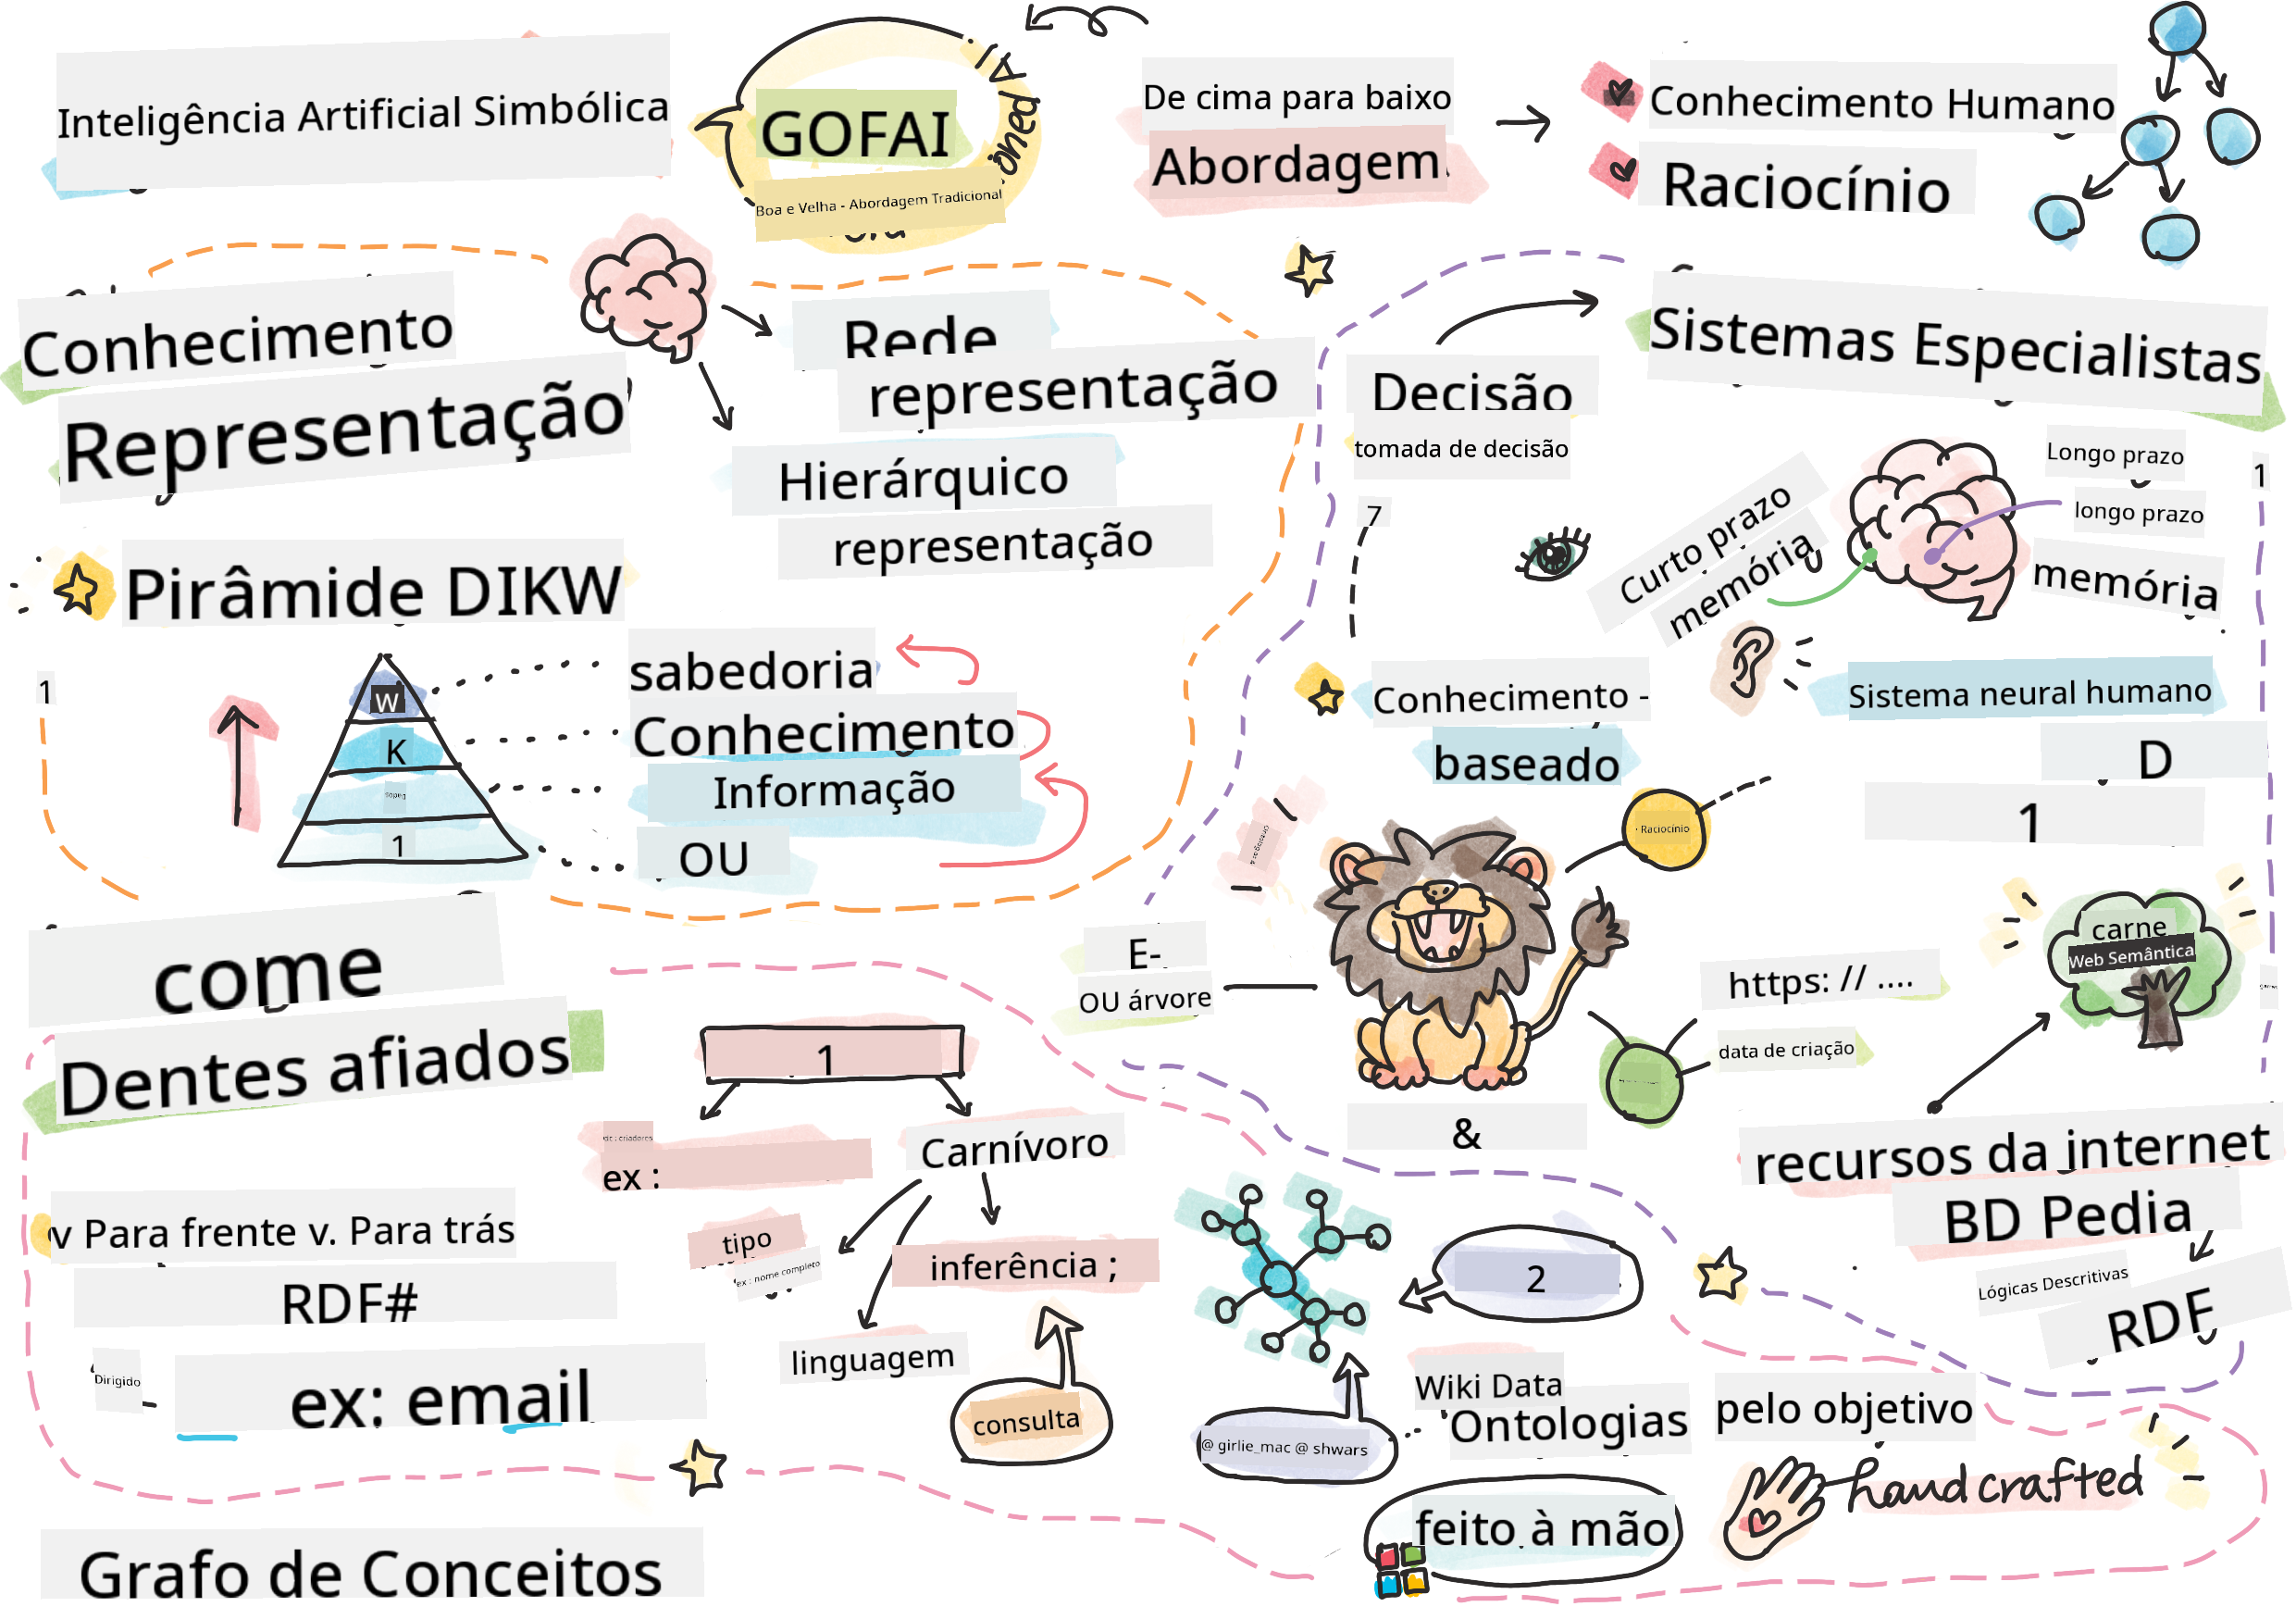 Inteligência Artificial Simbólica
GOFAI
Boa e Velha - Abordagem Tradicional
De cima para baixo
Abordagem
Conhecimento Humano
Raciocínio
Conhecimento
Representação
Rede
representação
Hierárquico
representação
Decisão
tomada de decisão
7
Sistemas Especialistas
Curto prazo
memória
Longo prazo
longo prazo
memória
1
Pirâmide DIKW
1
W
K
1
sabedoria
Conhecimento
Informação
OU
Conhecimento -
baseado
Sistema neural humano
D
1
· Raciocínio
come
Dentes afiados
E-
OU árvore
&
https: // ....
data de criação
carne
Web Semântica
recursos da internet
BD Pedia
Lógicas Descritivas
RDF
1
ex :
Carnívoro
tipo
ex : nome completo
inferência ;
linguagem
consulta
v Para frente v. Para trás
RDF#
Dirigido
ex: email
2
@ girlie_mac @ shwars
Wiki Data
Ontologias
pelo objetivo
handcrafted
feito à mão
Grafo de Conceitos